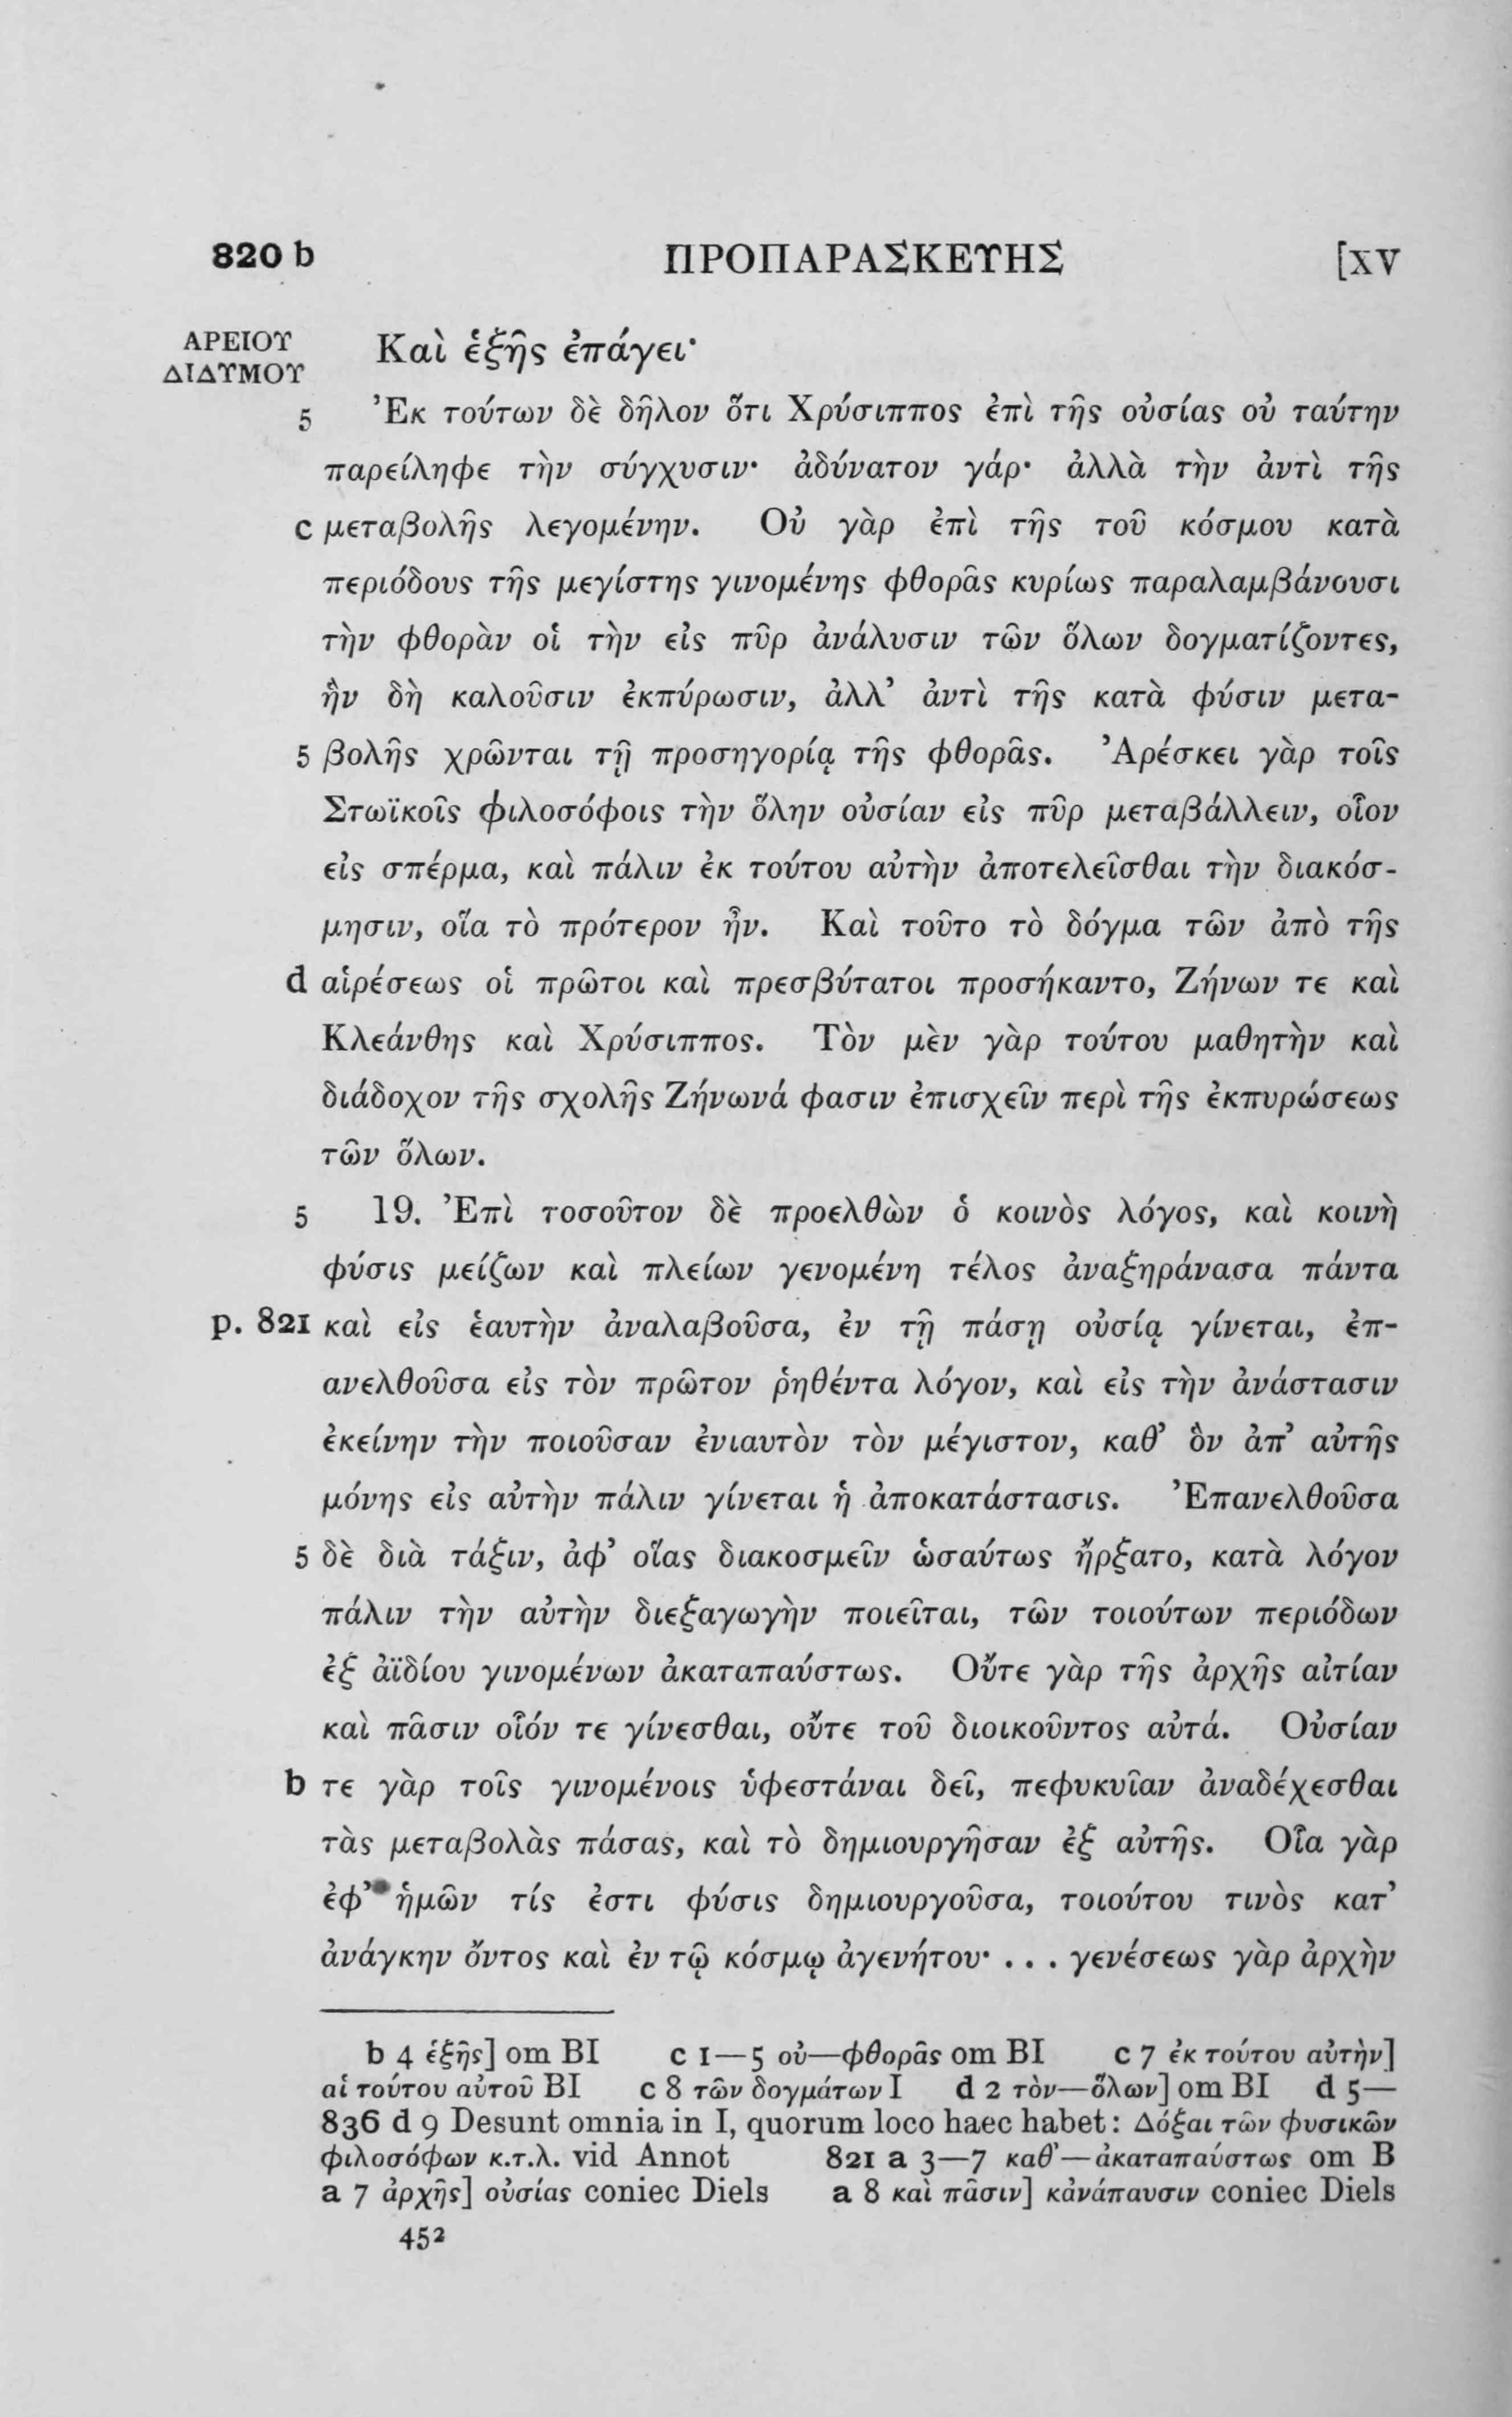 820 b ΠΡΟΠΑΡΑΣΚΕΥΗΣ [XV
ΑΡΕΙΟΥ
ΔΙΔΥΜΟΥ
Καὶ ἑξῆς ἐπάγει·
5 Ἐκ τούτων δὲ δῆλον ὅτι Χρύσιππος ἐπὶ τῆς οὐσίας οὐ ταύτην
παρείληφε τὴν σύγχυσιν· ἀδύνατον γάρ· ἀλλὰ τὴν ἀντὶ τῆς
c μεταβολῆς λεγομένην. Οὐ γὰρ ἐπὶ τῆς τοῦ κόσμου κατὰ
περιόδους τῆς μεγίστης γινομένης φθορᾶς κυρίως παραλαμβάνουσι
τὴν φθορὰν οἱ τὴν εἰς πῦρ ἀνάλυσιν τῶν ὅλων δογματίζοντες,
ἣν δὴ καλοῦσιν ἐκπύρωσιν, ἀλλ’ ἀντὶ τῆς κατὰ φύσιν μετα-
5 βολῆς χρῶνται τῇ προσηγορίᾳ τῆς φθορᾶς. Ἀρέσκει γὰρ τοῖς
Στωϊκοῖς φιλοσόφοις τὴν ὅλην οὐσίαν εἰς πῦρ μεταβάλλειν, οἷον
εἰς σπέρμα, καὶ πάλιν ἐκ τούτου αὐτὴν ἀποτελεῖσθαι τὴν διακόσ-
μησιν, οἵα τὸ πρότερον ἦν. Καὶ τοῦτο τὸ δόγμα τῶν ἀπὸ τῆς
d αἱρέσεως οἱ πρῶτοι καὶ πρεσβύτατοι προσήκαντο, Ζήνων τε καὶ
Κλεάνθης καὶ Χρύσιππος. Τὸν μὲν γὰρ τούτου μαθητὴν καὶ
διάδοχον τῆς σχολῆς Ζήνωνά φασιν ἐπισχεῖν περὶ τῆς ἐκπυρώσεως
τῶν ὅλων.
5 19. Ἐπὶ τοσοῦτον δὲ προελθὼν ὁ κοινὸς λόγος, καὶ κοινὴ
φύσις μείζων καὶ πλείων γενομένη τέλος ἀναξηράνασα πάντα
p. 821 καὶ εἰς ἑαυτὴν ἀναλαβοῦσα, ἐν τῇ πάσῃ οὐσίᾳ γίνεται, ἐπ-
ανελθοῦσα εἰς τὸν πρῶτον ῥηθέντα λόγον, καὶ εἰς τὴν ἀνάστασιν
ἐκείνην τὴν ποιοῦσαν ἐνιαυτὸν τὸν μέγιστον, καθ’ ὃν ἀπ’ αὐτῆς
μόνης εἰς αὐτὴν πάλιν γίνεται ἡ ἀποκατάστασις. Ἐπανελθοῦσα
5 δὲ διὰ τάξιν, ἀφ’ οἵας διακοσμεῖν ὡσαύτως ἤρξατο, κατὰ λόγον
πάλιν τὴν αὐτὴν διεξαγωγὴν ποιεῖται, τῶν τοιούτων περιόδων
ἐξ ἀϊδίου γινομένων ἀκαταπαύστως. Οὔτε γὰρ τῆς ἀρχῆς αἰτίαν
καὶ πᾶσιν οἷόν τε γίνεσθαι, οὔτε τοῦ διοικοῦντος αὐτά. Οὐσίαν
b τε γὰρ τοῖς γινομένοις ὑφεστάναι δεῖ, πεφυκυῖαν ἀναδέχεσθαι
τὰς μεταβολὰς πάσας, καὶ τὸ δημιουργῆσαν ἐξ αὐτῆς. Οἵα γὰρ
ἐφ’ ἡμῶν τίς ἐστι φύσις δημιουργοῦσα, τοιούτου τινὸς κατ’
ἀνάγκην ὄντος καὶ ἐν τῷ κόσμῳ ἀγενήτου· . . . γενέσεως γὰρ ἀρχὴν
b 4 ἑξῆς] om BI c 1—5 οὐ—φθορᾶς om BI c 7 ἐκ τούτου αὐτὴν]
αἱ τούτου αὐτοῦ BI c 8 τῶν δογμάτων I d 2 τὸν—ὅλων] om BI d 5—
836 d 9 Desunt omnia in I, quorum loco haec habet: Δόξαι τῶν φυσικῶν
φιλοσόφων κ.τ.λ. vid Annot 821 a 3—7 καθ’—ἀκαταπαύστως om B
a 7 ἀρχῆς] οὐσίας coniec Diels a 8 καὶ πᾶσιν] κἀνάπαυσιν coniec Diels
452